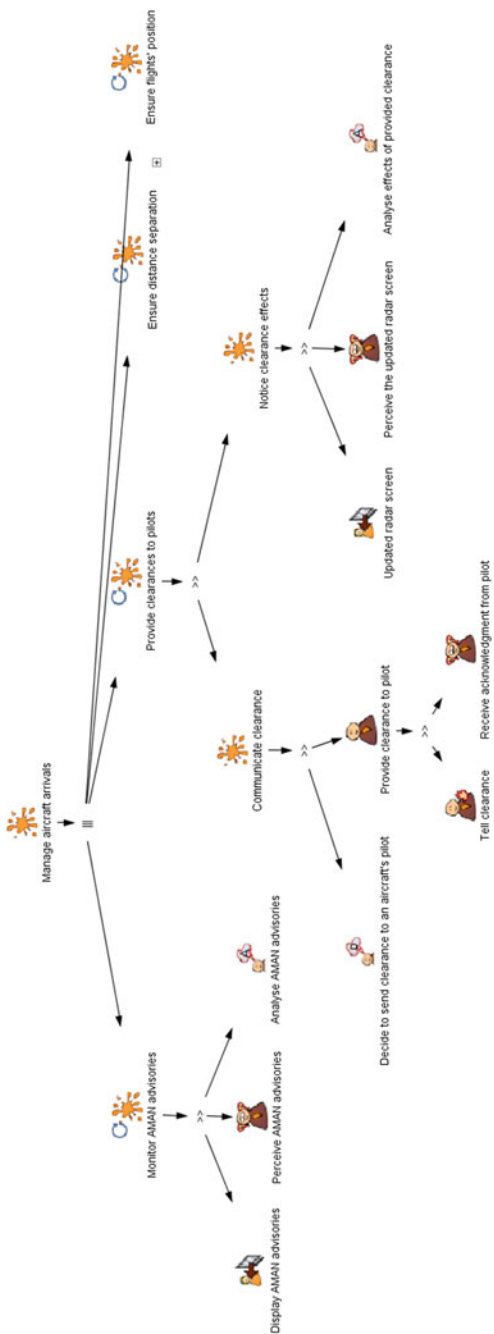 Manage aircraft arrivals
|||
Monitor AMAN advisories
Provide clearances to pilots
Ensure distance separation
Ensure flights' position
>>
>>
Display AMAN advisories
Perceive AMAN advisories
Analyse AMAN advisories
Communicate clearance
Notice clearance effects
>>
>>
Decide to send clearance to an aircraft's pilot
Provide clearance to pilot
Updated radar screen
Perceive the updated radar screen
Analyse effects of provided clearance
>>
Tell clearance
Receive acknowledgment from pilot